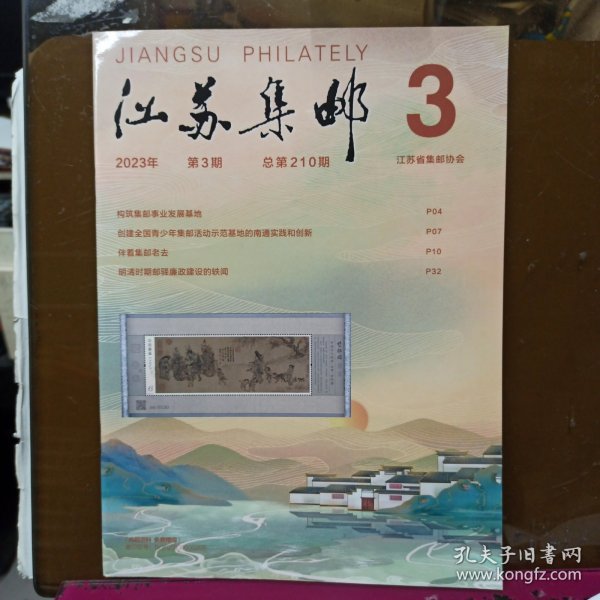 JIANGSU PHILATELY
江苏集邮
3
2023年 第3期 总第210期
江苏省集邮协会
构筑集邮事业发展基地 P04
创建全国青少年集邮活动示范基地的南通实践和创新 P07
伴着集邮老去 P10
明清时期邮驿廉政建设的轶闻 P32
孔夫子旧书网
www.kongfz.com